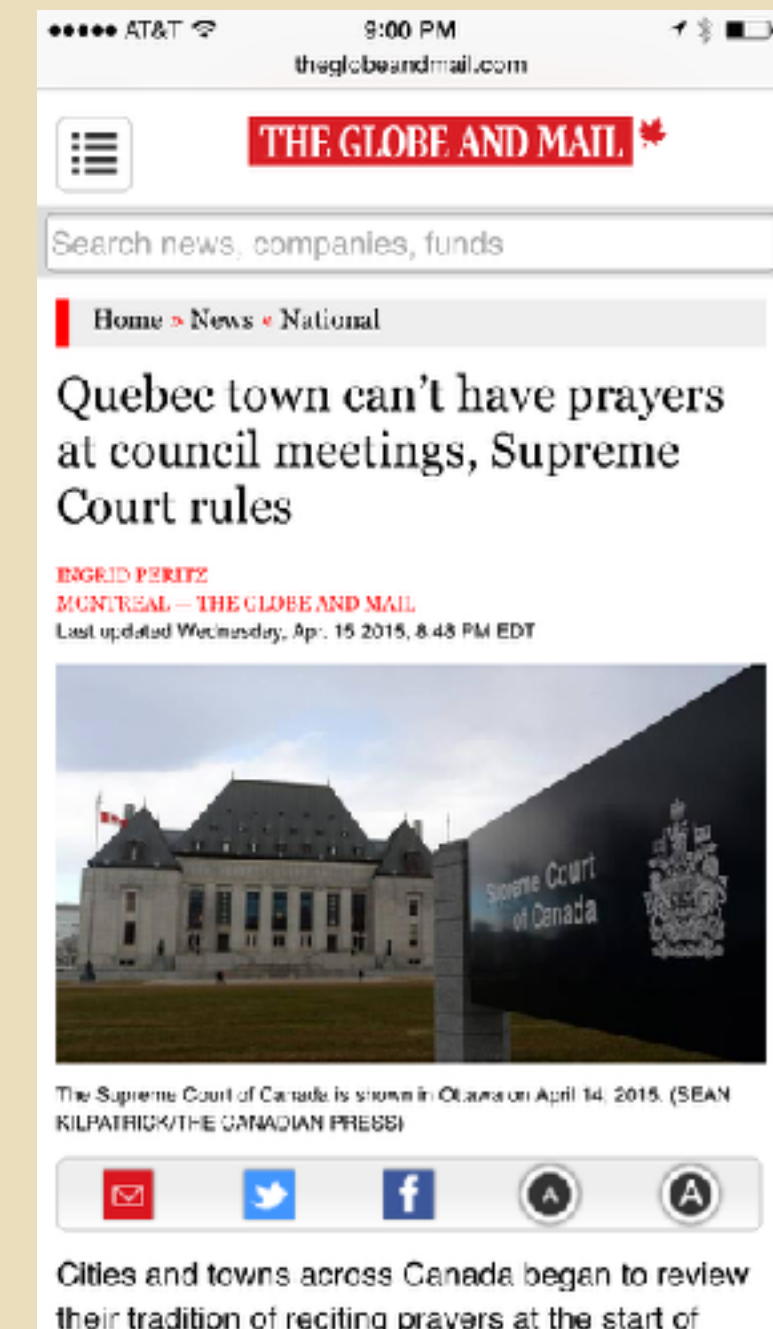 AT&T 9:00 PM
theglobeandmail.com
THE GLOBE AND MAIL
Search news, companies, funds
Home » News « National
Quebec town can't have prayers
at council meetings, Supreme
Court rules
INGRID PERITZ
MONTREAL — THE GLOBE AND MAIL
Last updated Wednesday, Apr. 15 2015, 8:48 PM EDT
Supreme Court
of Canada
The Supreme Court of Canada is shown in Ottawa on April 14, 2015. (SEAN
KILPATRICK/THE CANADIAN PRESS)
f A A
Cities and towns across Canada began to review
their tradition of reciting prayers at the start of